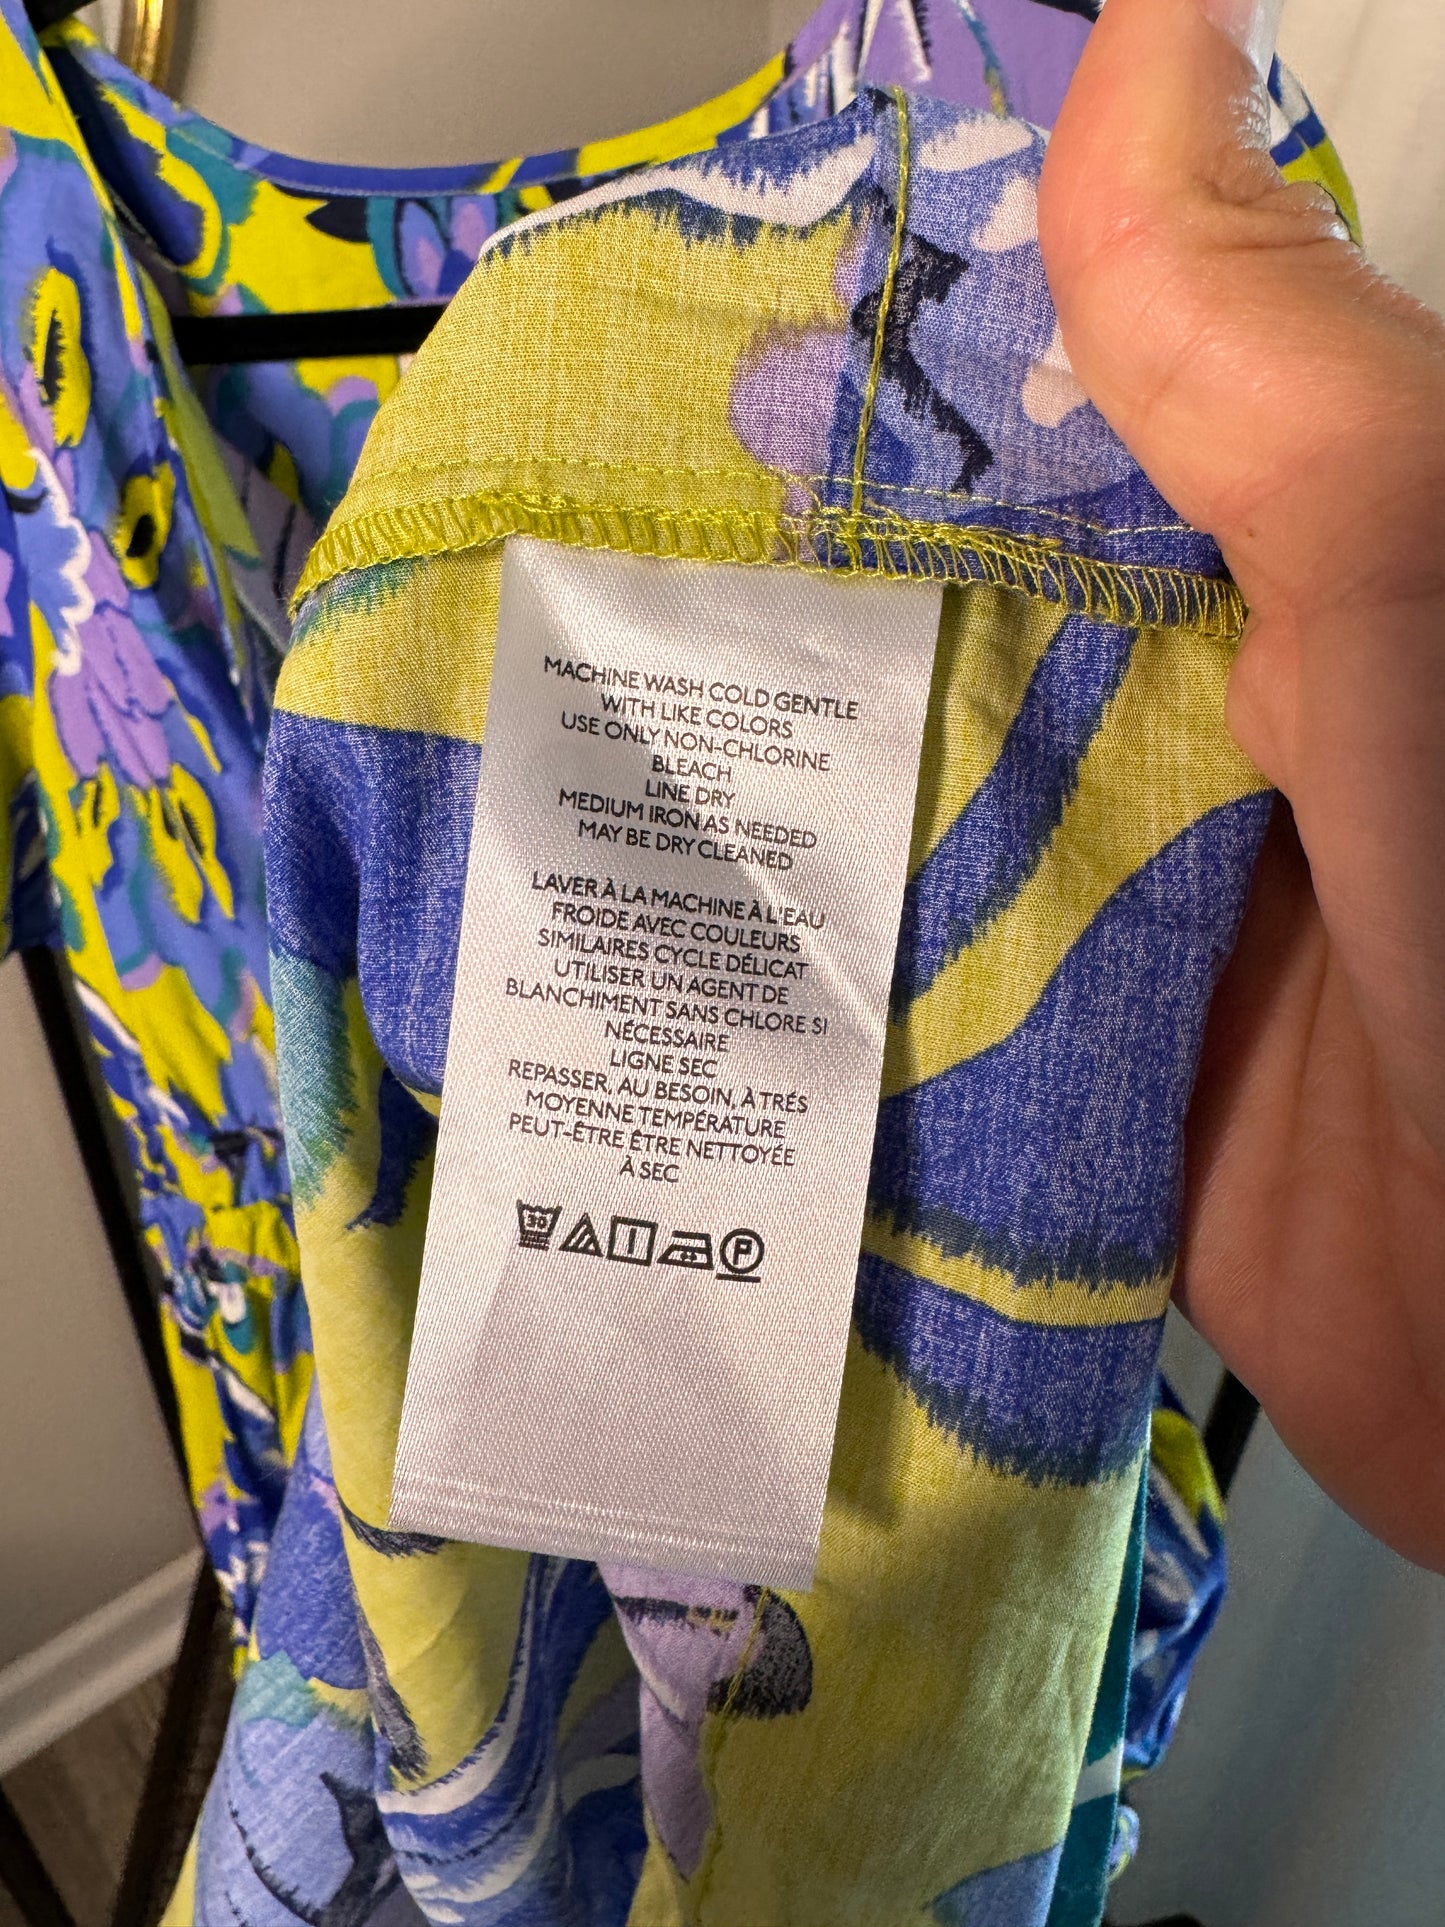 MACHINE WASH COLD GENTLE
WITH LIKE COLORS
USE ONLY NON-CHLORINE
BLEACH
LINE DRY
MEDIUM IRON AS NEEDED
MAY BE DRY CLEANED
LAVER À LA MACHINE À L'EAU
FROIDE AVEC COULEURS
SIMILAIRES CYCLE DÉLICAT
UTILISER UN AGENT DE
BLANCHIMENT SANS CHLORE SI
NÉCESSAIRE
LIGNE SEC
REPASSER, AU BESOIN, À TRÉS
MOYENNE TEMPÉRATURE
PEUT-ÊTRE ÊTRE NETTOYÉE
À SEC
30 P